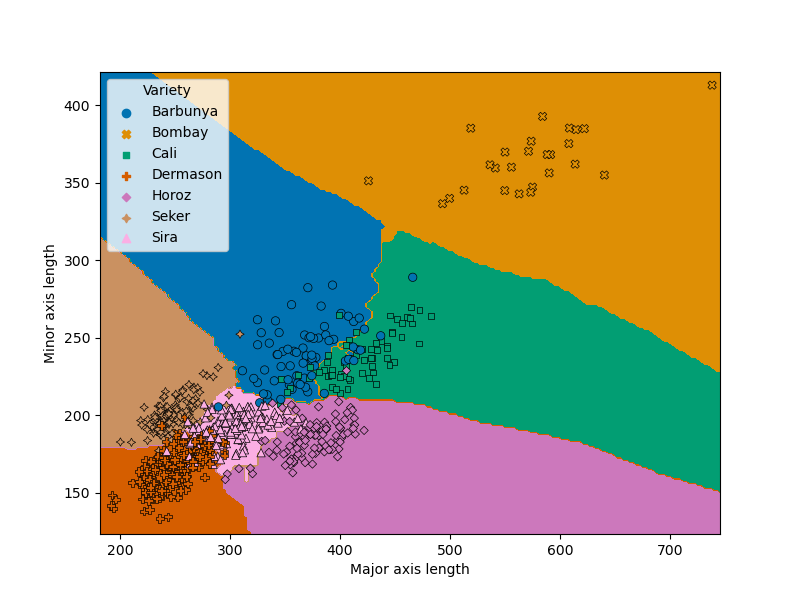 Variety
Barbunya
Bombay
Cali
Dermason
Horoz
Seker
Sira
400
350
300
250
200
150
200 300 400 500 600 700
Minor axis length
Major axis length